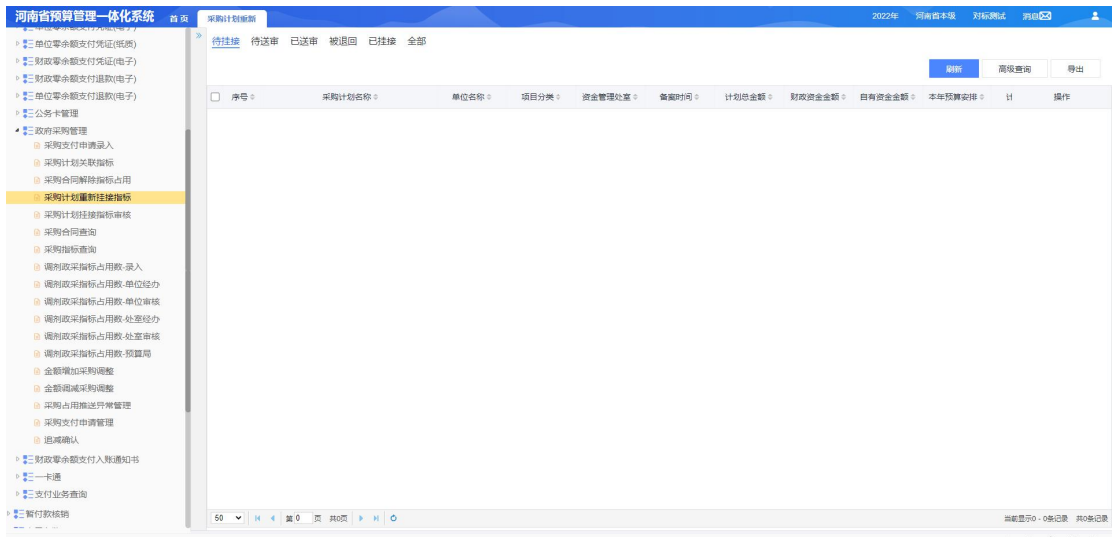 河南省预算管理一体化系统 首页 采购计划重新 2022年 河南省本级 对标测试 消息
单位零余额支付凭证(纸质)
财政零余额支付凭证(电子)
财政零余额支付退款(电子)
单位零余额支付退款(电子)
公务卡管理
政府采购管理
采购支付申请录入
采购计划关联指标
采购合同解除指标占用
采购计划重新挂接指标
采购计划挂接指标审核
采购合同查询
采购指标查询
调剂政采指标占用数-录入
调剂政采指标占用数-单位经办
调剂政采指标占用数-单位审核
调剂政采指标占用数-处室经办
调剂政采指标占用数-处室审核
调剂政采指标占用数-预算局
金额增加采购调整
金额调减采购调整
采购占用推送异常管理
采购支付申请管理
追减确认
财政零余额支付入账通知书
一卡通
支付业务查询
暂付款核销
待挂接 待送审 已送审 被退回 已挂接 全部
刷新 高级查询 导出
序号 采购计划名称 单位名称 项目分类 资金管理处室 备案时间 计划总金额 财政资金金额 自有资金金额 本年预算安排 计 操作
50 第 0 页 共0页 当前显示0 - 0条记录 共0条记录